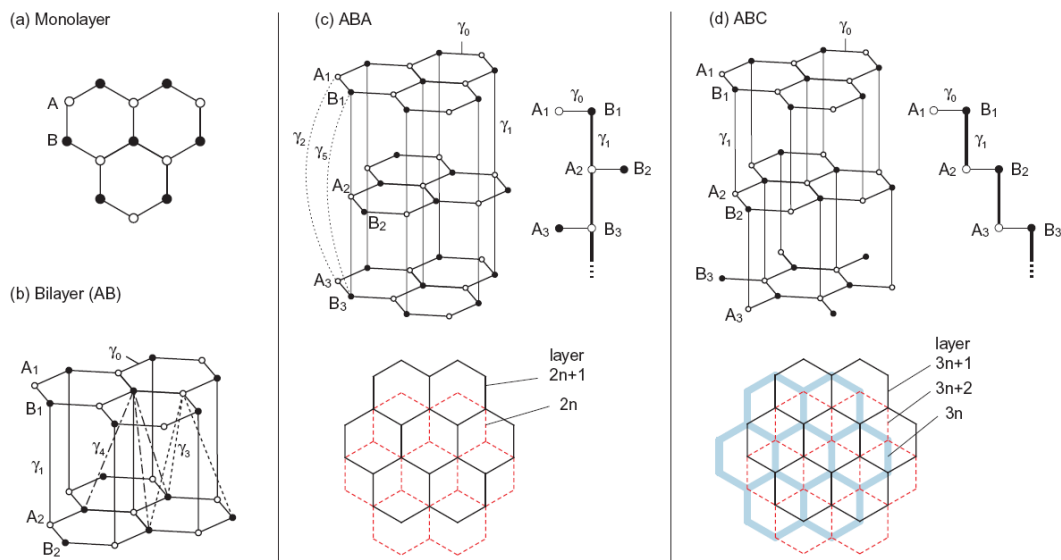 (a) Monolayer
A
B
(b) Bilayer (AB)
γ0
A1
B1
γ1
γ4
γ3
A2
B2
(c) ABA
γ0
A1
B1
γ2
γ5
γ1
A2
B2
A3
B3
A1
γ0
B1
γ1
A2
B2
A3
B3
layer
2n+1
2n
(d) ABC
γ0
A1
B1
γ1
A2
B2
B3
A3
A1
γ0
B1
γ1
A2
B2
A3
B3
layer
3n+1
3n+2
3n